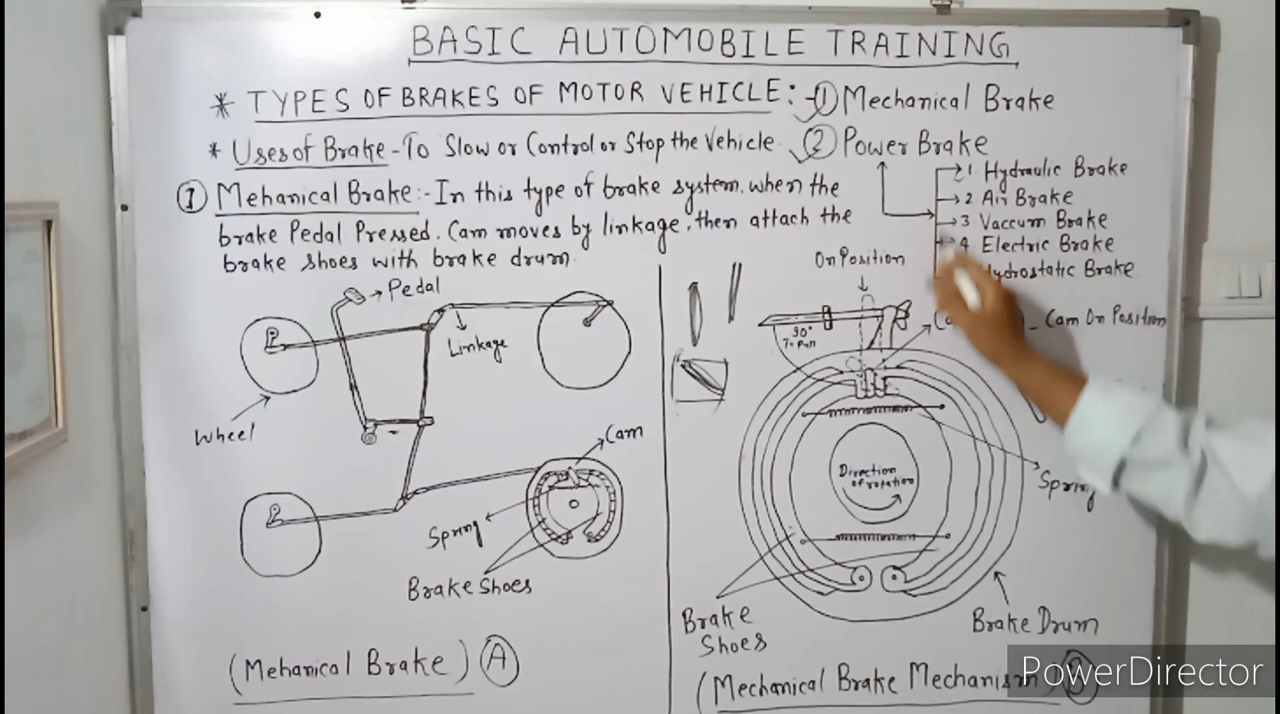 BASIC AUTOMOBILE TRAINING
* TYPES OF BRAKES OF MOTOR VEHICLE: - ① Mechanical Brake
* Uses of Brake - To Slow or Control or Stop the Vehicle. ② Power Brake
1 Hydraulic Brake
2 Air Brake
3 Vaccum Brake
4 Electric Brake
Hydrostatic Brake
① Mehanical Brake:- In this type of brake system. when the
brake Pedal Pressed. Cam moves by linkage, then attach the
brake shoes with brake drum.
Pedal
Linkage
Wheel
Cam
Spring
Brake Shoes
(Mehanical Brake) Ⓐ
On Position
90°
Cam On Position
Direction
of rotation
Spring
Brake
Shoes
Brake Drum
(Mechanical Brake Mechanism) Ⓑ
PowerDirector